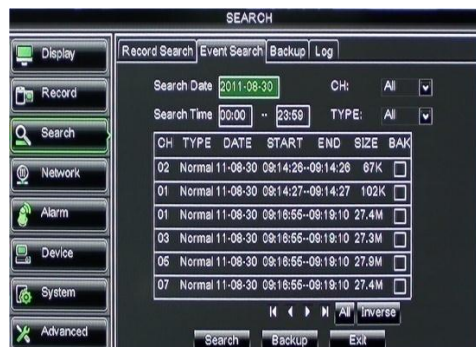 SEARCH
Display
Record
Search
Network
Alarm
Device
System
Advanced
Record Search Event Search Backup Log
Search Date 2011-08-30 CH: All
Search Time 00:00 -- 23:59 TYPE: All
CH TYPE DATE START END SIZE BAK
02 Normal 11-08-30 09:14:26--09:14:26 67K
01 Normal 11-08-30 09:14:27--09:14:27 102K
01 Normal 11-08-30 09:16:55--09:19:10 27.4M
03 Normal 11-08-30 09:16:55--09:19:10 27.3M
05 Normal 11-08-30 09:16:55--09:19:10 27.9M
07 Normal 11-08-30 09:16:55--09:19:10 27.4M
All Inverse
Search Backup Exit